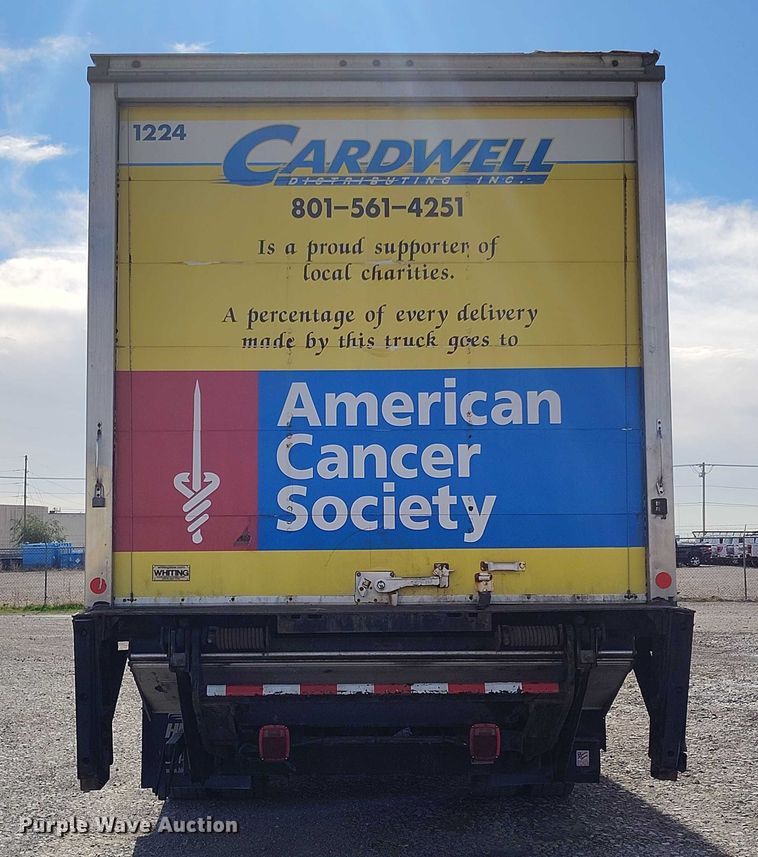 1224
CARDWELL
DISTRIBUTING INC.
801-561-4251
Is a proud supporter of
local charities.
A percentage of every delivery
made by this truck goes to
American
Cancer
Society
WHITING
Purple Wave Auction